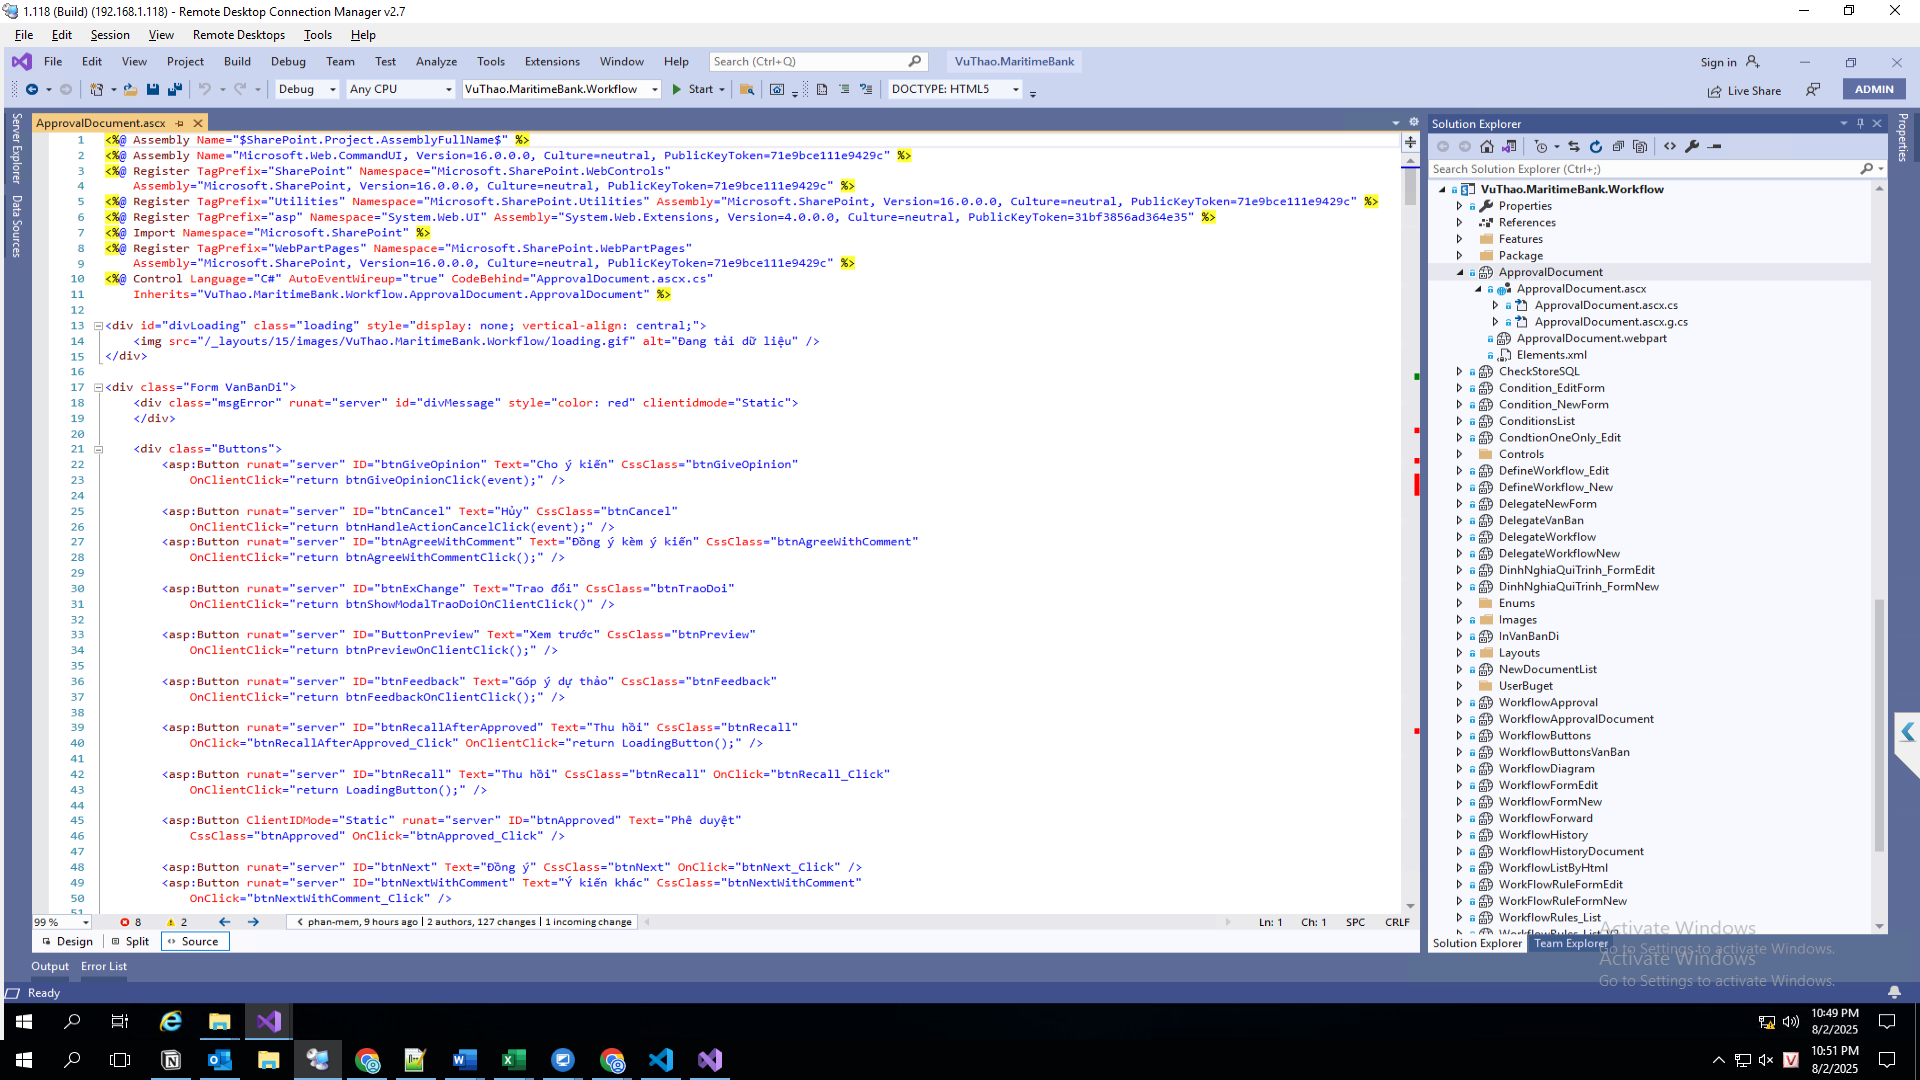 1.118 (Build) (192.168.1.118) - Remote Desktop Connection Manager v2.7
File Edit Session View Remote Desktops Tools Help
File Edit View Project Build Debug Team Test Analyze Tools Extensions Window Help Search (Ctrl+Q) VuThao.MaritimeBank Sign in
Debug Any CPU VuThao.MaritimeBank.Workflow Start DOCTYPE: HTML5 Live Share ADMIN
Server Explorer
Data Sources
ApprovalDocument.ascx
1 <%@ Assembly Name="$SharePoint.Project.AssemblyFullName$" %>
2 <%@ Assembly Name="Microsoft.Web.CommandUI, Version=16.0.0.0, Culture=neutral, PublicKeyToken=71e9bce111e9429c" %>
3 <%@ Register TagPrefix="SharePoint" Namespace="Microsoft.SharePoint.WebControls"
4 Assembly="Microsoft.SharePoint, Version=16.0.0.0, Culture=neutral, PublicKeyToken=71e9bce111e9429c" %>
5 <%@ Register TagPrefix="Utilities" Namespace="Microsoft.SharePoint.Utilities" Assembly="Microsoft.SharePoint, Version=16.0.0.0, Culture=neutral, PublicKeyToken=71e9bce111e9429c" %>
6 <%@ Register TagPrefix="asp" Namespace="System.Web.UI" Assembly="System.Web.Extensions, Version=4.0.0.0, Culture=neutral, PublicKeyToken=31bf3856ad364e35" %>
7 <%@ Import Namespace="Microsoft.SharePoint" %>
8 <%@ Register TagPrefix="WebPartPages" Namespace="Microsoft.SharePoint.WebPartPages"
9 Assembly="Microsoft.SharePoint, Version=16.0.0.0, Culture=neutral, PublicKeyToken=71e9bce111e9429c" %>
10 <%@ Control Language="C#" AutoEventWireup="true" CodeBehind="ApprovalDocument.ascx.cs"
11 Inherits="VuThao.MaritimeBank.Workflow.ApprovalDocument.ApprovalDocument" %>
12
13 <div id="divLoading" class="loading" style="display: none; vertical-align: central;">
14 <img src="/_layouts/15/images/VuThao.MaritimeBank.Workflow/loading.gif" alt="Đang tải dữ liệu" />
15 </div>
16
17 <div class="Form VanBanDi">
18 <div class="msgError" runat="server" id="divMessage" style="color: red" clientidmode="Static">
19 </div>
20
21 <div class="Buttons">
22 <asp:Button runat="server" ID="btnGiveOpinion" Text="Cho ý kiến" CssClass="btnGiveOpinion"
23 OnClientClick="return btnGiveOpinionClick(event);" />
24
25 <asp:Button runat="server" ID="btnCancel" Text="Hủy" CssClass="btnCancel"
26 OnClientClick="return btnHandleActionCancelClick(event);" />
27 <asp:Button runat="server" ID="btnAgreeWithComment" Text="Đồng ý kèm ý kiến" CssClass="btnAgreeWithComment"
28 OnClientClick="return btnAgreeWithCommentClick();" />
29
30 <asp:Button runat="server" ID="btnExChange" Text="Trao đổi" CssClass="btnTraoDoi"
31 OnClientClick="return btnShowModalTraoDoiOnClientClick()" />
32
33 <asp:Button runat="server" ID="ButtonPreview" Text="Xem trước" CssClass="btnPreview"
34 OnClientClick="return btnPreviewOnClientClick();" />
35
36 <asp:Button runat="server" ID="btnFeedback" Text="Góp ý dự thảo" CssClass="btnFeedback"
37 OnClientClick="return btnFeedbackOnClientClick();" />
38
39 <asp:Button runat="server" ID="btnRecallAfterApproved" Text="Thu hồi" CssClass="btnRecall"
40 OnClick="btnRecallAfterApproved_Click" OnClientClick="return LoadingButton();" />
41
42 <asp:Button runat="server" ID="btnRecall" Text="Thu hồi" CssClass="btnRecall" OnClick="btnRecall_Click"
43 OnClientClick="return LoadingButton();" />
44
45 <asp:Button ClientIDMode="Static" runat="server" ID="btnApproved" Text="Phê duyệt"
46 CssClass="btnApproved" OnClick="btnApproved_Click" />
47
48 <asp:Button runat="server" ID="btnNext" Text="Đồng ý" CssClass="btnNext" OnClick="btnNext_Click" />
49 <asp:Button runat="server" ID="btnNextWithComment" Text="Ý kiến khác" CssClass="btnNextWithComment"
50 OnClick="btnNextWithComment_Click" />
51
99 % 8 2 phan-mem, 9 hours ago | 2 authors, 127 changes | 1 incoming change Ln: 1 Ch: 1 SPC CRLF
Design Split Source
Output Error List
Ready
Solution Explorer
Search Solution Explorer (Ctrl+;)
VuThao.MaritimeBank.Workflow
Properties
References
Features
Package
ApprovalDocument
ApprovalDocument.ascx
ApprovalDocument.ascx.cs
ApprovalDocument.ascx.g.cs
ApprovalDocument.webpart
Elements.xml
CheckStoreSQL
Condition_EditForm
Condition_NewForm
ConditionsList
CondtionOneOnly_Edit
Controls
DefineWorkflow_Edit
DefineWorkflow_New
DelegateNewForm
DelegateVanBan
DelegateWorkflow
DelegateWorkflowNew
DinhNghiaQuiTrinh_FormEdit
DinhNghiaQuiTrinh_FormNew
Enums
Images
InVanBanDi
Layouts
NewDocumentList
UserBuget
WorkflowApproval
WorkflowApprovalDocument
WorkflowButtons
WorkflowButtonsVanBan
WorkflowDiagram
WorkflowFormEdit
WorkflowFormNew
WorkflowForward
WorkflowHistory
WorkflowHistoryDocument
WorkflowListByHtml
WorkFlowRuleFormEdit
WorkFlowRuleFormNew
WorkflowRules_List
WorkflowRules_List_V2
Solution Explorer Team Explorer
Properties
Activate Windows
Go to Settings to activate Windows.
Activate Windows
Go to Settings to activate Windows.
10:49 PM
8/2/2025
10:51 PM
8/2/2025